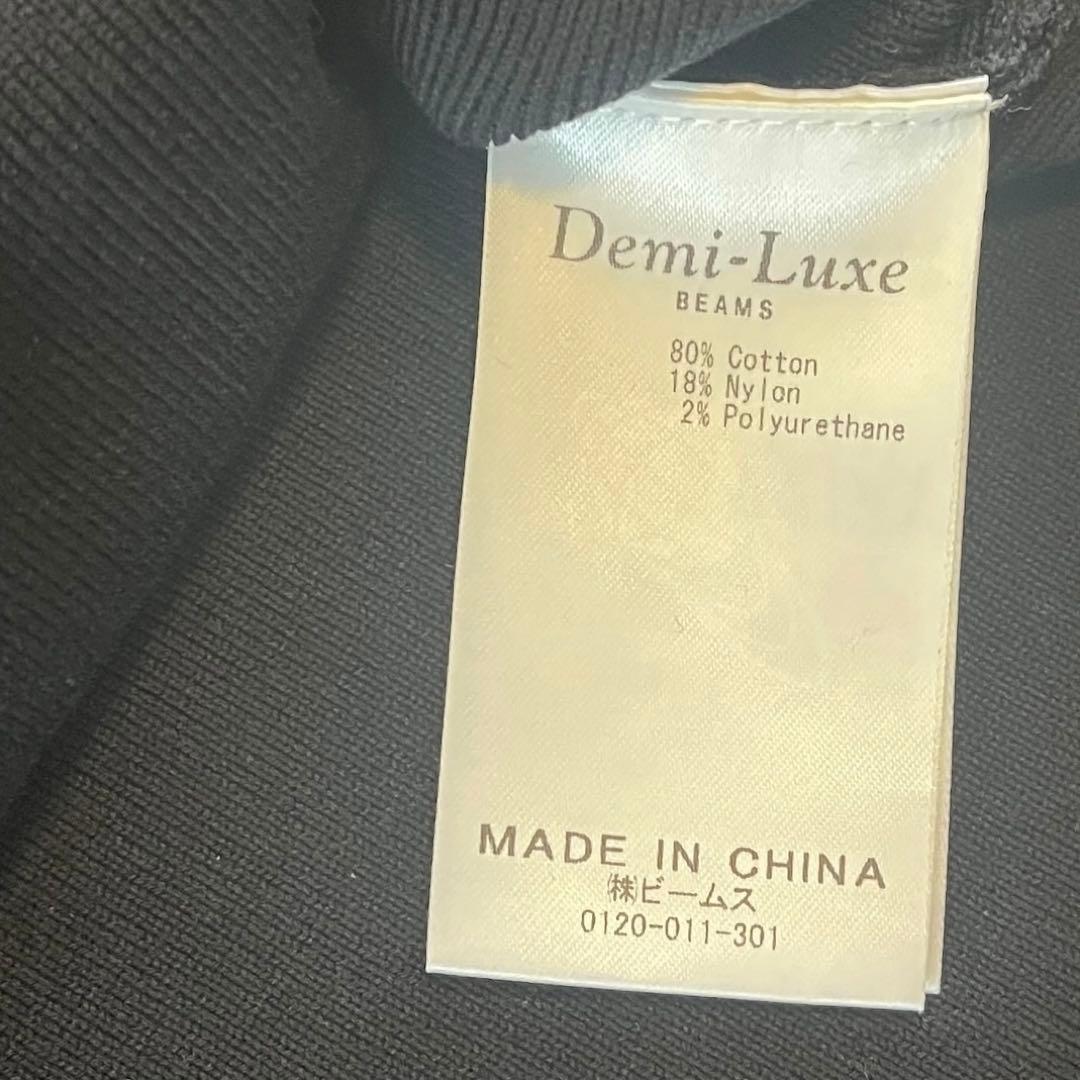 Demi-Luxe
BEAMS
80% Cotton
18% Nylon
2% Polyurethane
MADE IN CHINA
㈱ビームス
0120-011-301